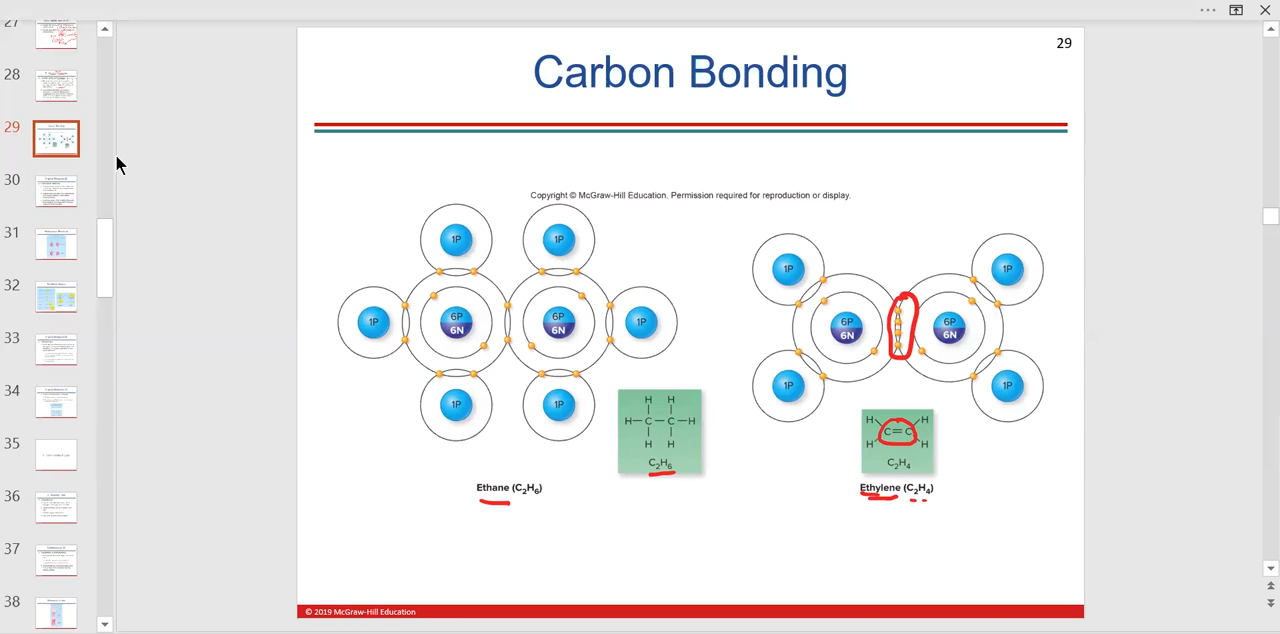 27
28
29
30
31
32
33
34
35
36
37
38
29
Carbon Bonding
Copyright © McGraw-Hill Education. Permission required for reproduction or display.
1P 1P
1P 6P 6N 6P 6N 1P
1P 1P
1P 1P
6P 6N 6P 6N
1P 1P
H H
H—C—C—H
H H
C₂H₆
Ethane (C₂H₆)
H H
C=C
H H
C₂H₄
Ethylene (C₂H₄)
© 2019 McGraw-Hill Education